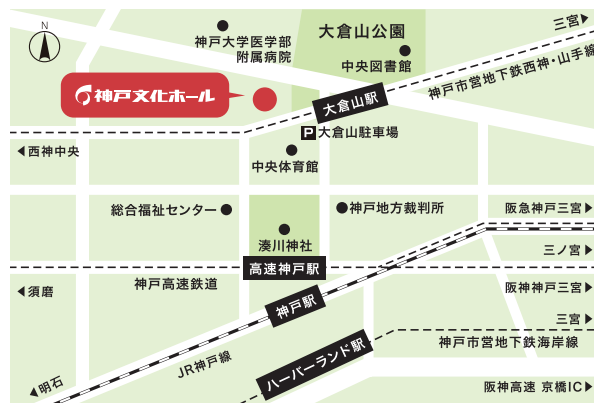 N
神戸大学医学部
附属病院
大倉山公園
中央図書館
三宮
神戸市営地下鉄西神・山手線
神戸文化ホール
大倉山駅
P 大倉山駐車場
西神中央
中央体育館
総合福祉センター
神戸地方裁判所
阪急神戸三宮
湊川神社
三ノ宮
高速神戸駅
須磨
神戸高速鉄道
阪神神戸三宮
神戸駅
三宮
神戸市営地下鉄海岸線
ハーバーランド駅
JR神戸線
明石
阪神高速 京橋IC